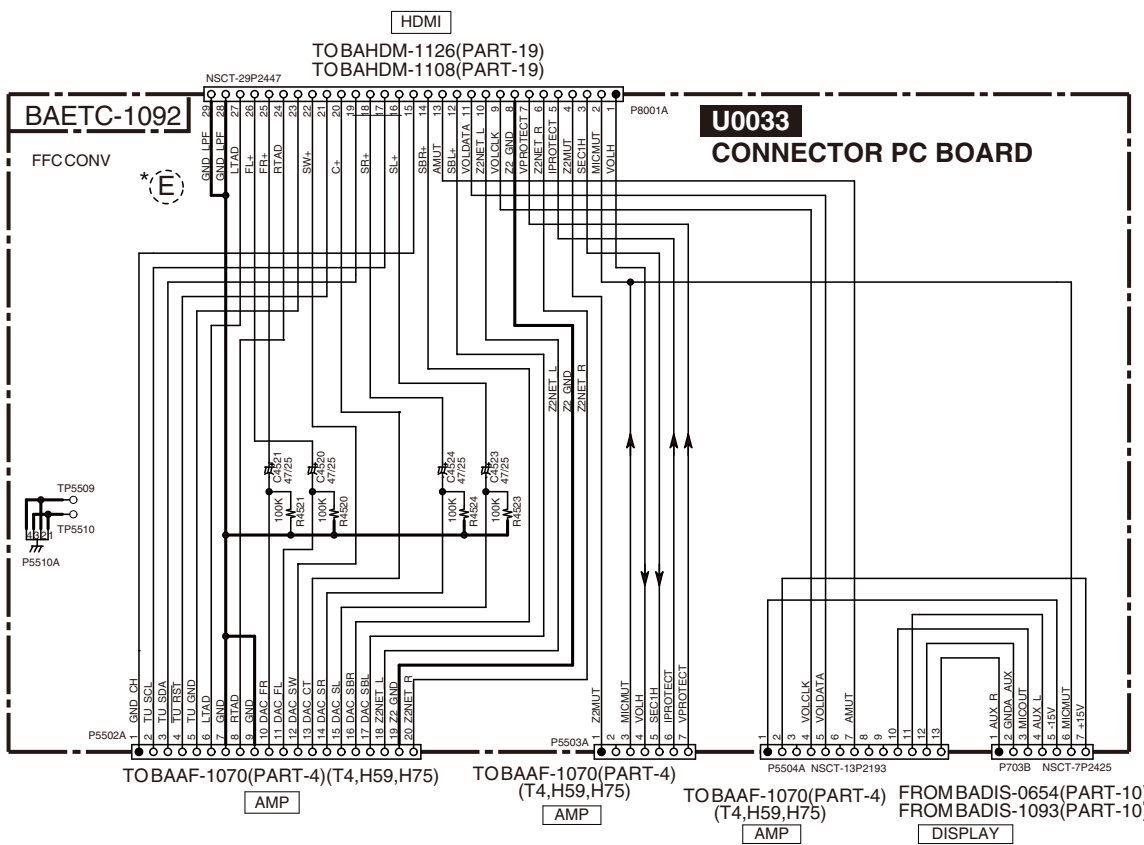 HDMI
TO BAHDM-1126(PART-19)
TO BAHDM-1108(PART-19)
NSCT-29P2447
BAETC-1092
P8001A
U0033
CONNECTOR PC BOARD
FFC CONV
* E
29 28 27 26 25 24 23 22 21 20 19 18 17 16 15 14 13 12 11 10 9 8 7 6 5 4 3 2 1
GND LPF
GND LPF
LTAD
FL+
FR+
RTAD
SW+
C+
SR+
SL+
SBR+
AMUT
SBL+
VOLDATA
Z2NET L
VOLCLK
Z2 GND
VPROTECT
Z2NET R
IPROTECT
Z2MUT
SEC1H
MICMUT
VOLH
Z2NET L
Z2 GND
Z2NET R
C4521
47/25
C4520
47/25
C4524
47/25
C4523
47/25
100K
R4521
100K
R4520
100K
R4524
100K
R4523
TP5509
TP5510
4321
P5510A
1 GND CH
2 TU SCL
3 TU SDA
4 TU RST
5 TU GND
6 LTAD
7 GND
8 RTAD
9 GND
10 DAC FR
11 DAC FL
12 DAC SW
13 DAC CT
14 DAC SR
15 DAC SL
16 DAC SBR
17 DAC SBL
18 Z2NET L
19 Z2 GND
20 Z2NET R
P5502A
TO BAAF-1070(PART-4)(T4,H59,H75)
AMP
1 Z2MUT
2
3 MICMUT
4 VOLH
5 SEC1H
6 IPROTECT
7 VPROTECT
P5503A
TO BAAF-1070(PART-4)
(T4,H59,H75)
AMP
1
2
3
4 VOLCLK
5 VOLDATA
6
7 AMUT
8
9
10
11
12
13
P5504A NSCT-13P2193
TO BAAF-1070(PART-4)
(T4,H59,H75)
AMP
1 AUX R
2 GNDA AUX
3 MICOUT
4 AUX L
5 -15V
6 MICMUT
7 +15V
P703B NSCT-7P2425
FROM BADIS-0654(PART-10)
FROM BADIS-1093(PART-10)
DISPLAY